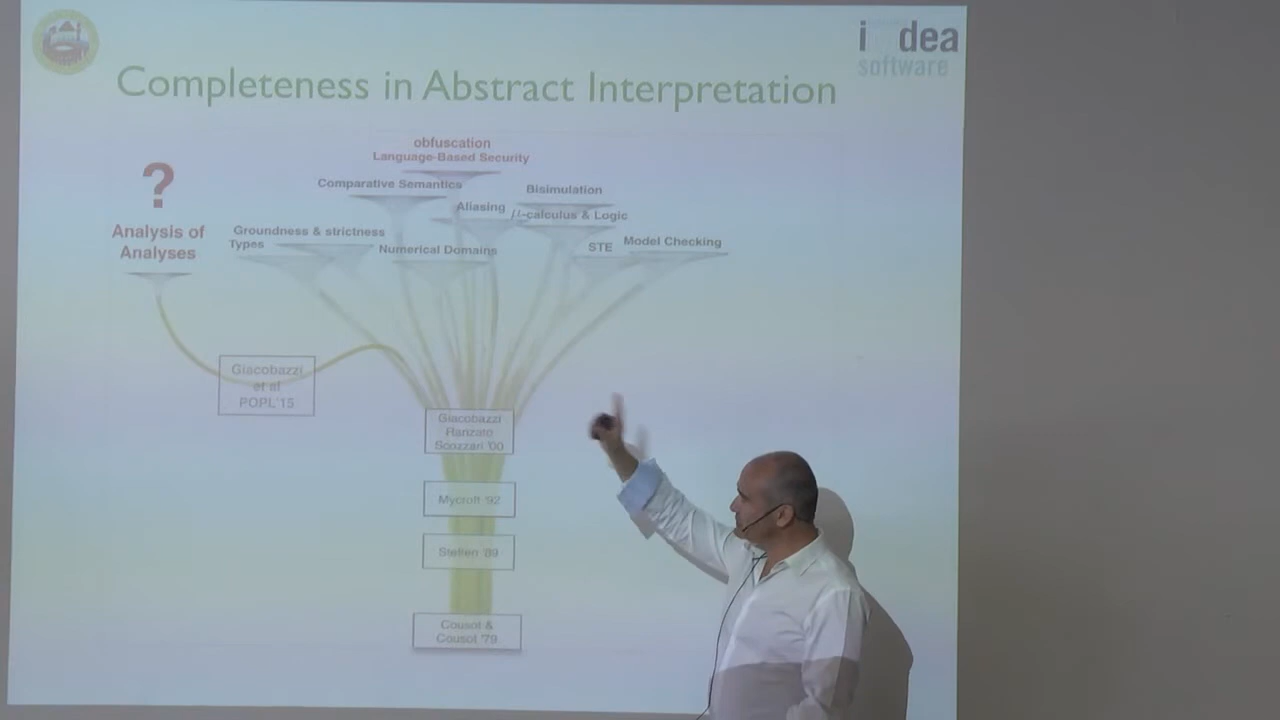 i dea
software
Completeness in Abstract Interpretation
obfuscation
Language-Based Security
?
Comparative Semantics
Bisimulation
Aliasing
μ-calculus & Logic
Analysis of
Analyses
Groundness & strictness
Types
Numerical Domains
STE
Model Checking
Giacobazzi
et al
POPL'15
Giacobazzi
Ranzato
Scozzari '00
Mycroft '92
Steffen '89
Cousot &
Cousot '79